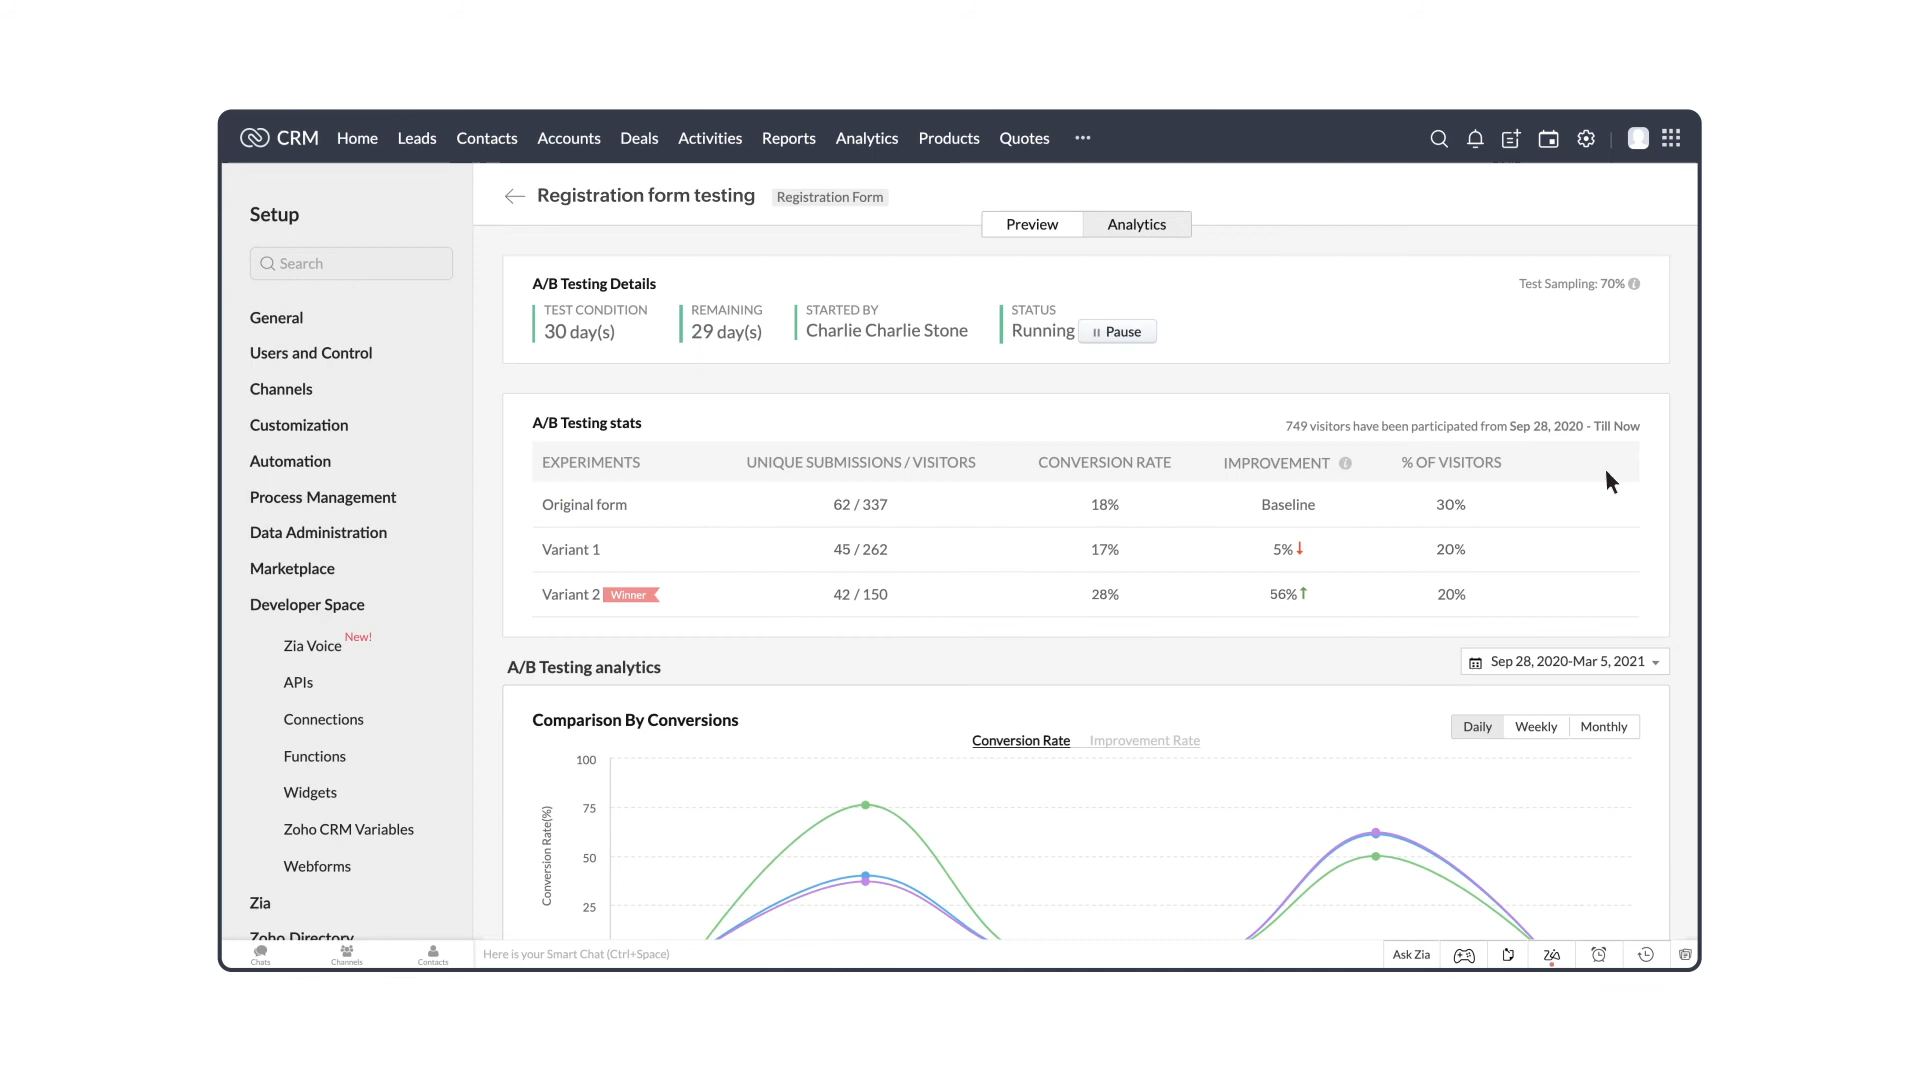 CRM Home Leads Contacts Accounts Deals Activities Reports Analytics Products Quotes
Setup
Search
General
Users and Control
Channels
Customization
Automation
Process Management
Data Administration
Marketplace
Developer Space
Zia Voice New!
APIs
Connections
Functions
Widgets
Zoho CRM Variables
Webforms
Zia
Zoho Directory
Registration form testing Registration Form
Preview Analytics
A/B Testing Details Test Sampling: 70%
TEST CONDITION REMAINING STARTED BY STATUS
30 day(s) 29 day(s) Charlie Charlie Stone Running Pause
A/B Testing stats 749 visitors have been participated from Sep 28, 2020 - Till Now
EXPERIMENTS UNIQUE SUBMISSIONS / VISITORS CONVERSION RATE IMPROVEMENT % OF VISITORS
Original form 62 / 337 18% Baseline 30%
Variant 1 45 / 262 17% 5% 20%
Variant 2 Winner 42 / 150 28% 56% 20%
A/B Testing analytics Sep 28, 2020-Mar 5, 2021
Comparison By Conversions Daily Weekly Monthly
Conversion Rate Improvement Rate
100
75
50
25
Conversion Rate(%)
Chats Channels Contacts Here is your Smart Chat (Ctrl+Space) Ask Zia